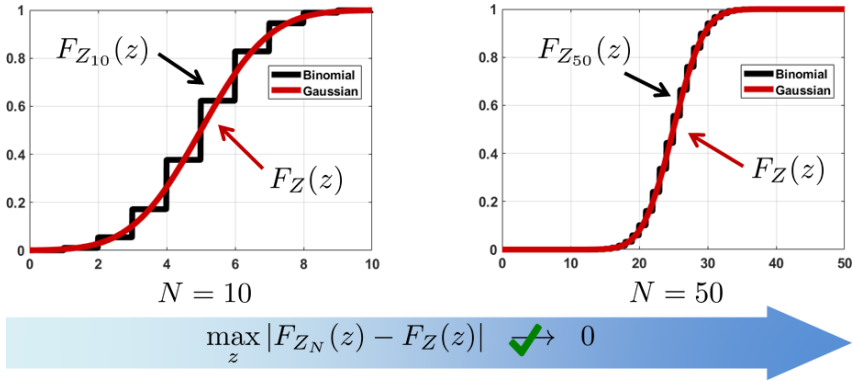 1
0.8
0.6
0.4
0.2
0
0 2 4 6 8 10
F_{Z_{10}}(z)
Binomial
Gaussian
F_Z(z)
N = 10
1
0.8
0.6
0.4
0.2
0
0 10 20 30 40 50
F_{Z_{50}}(z)
Binomial
Gaussian
F_Z(z)
N = 50
max_z |F_{Z_N}(z) − F_Z(z)| → 0